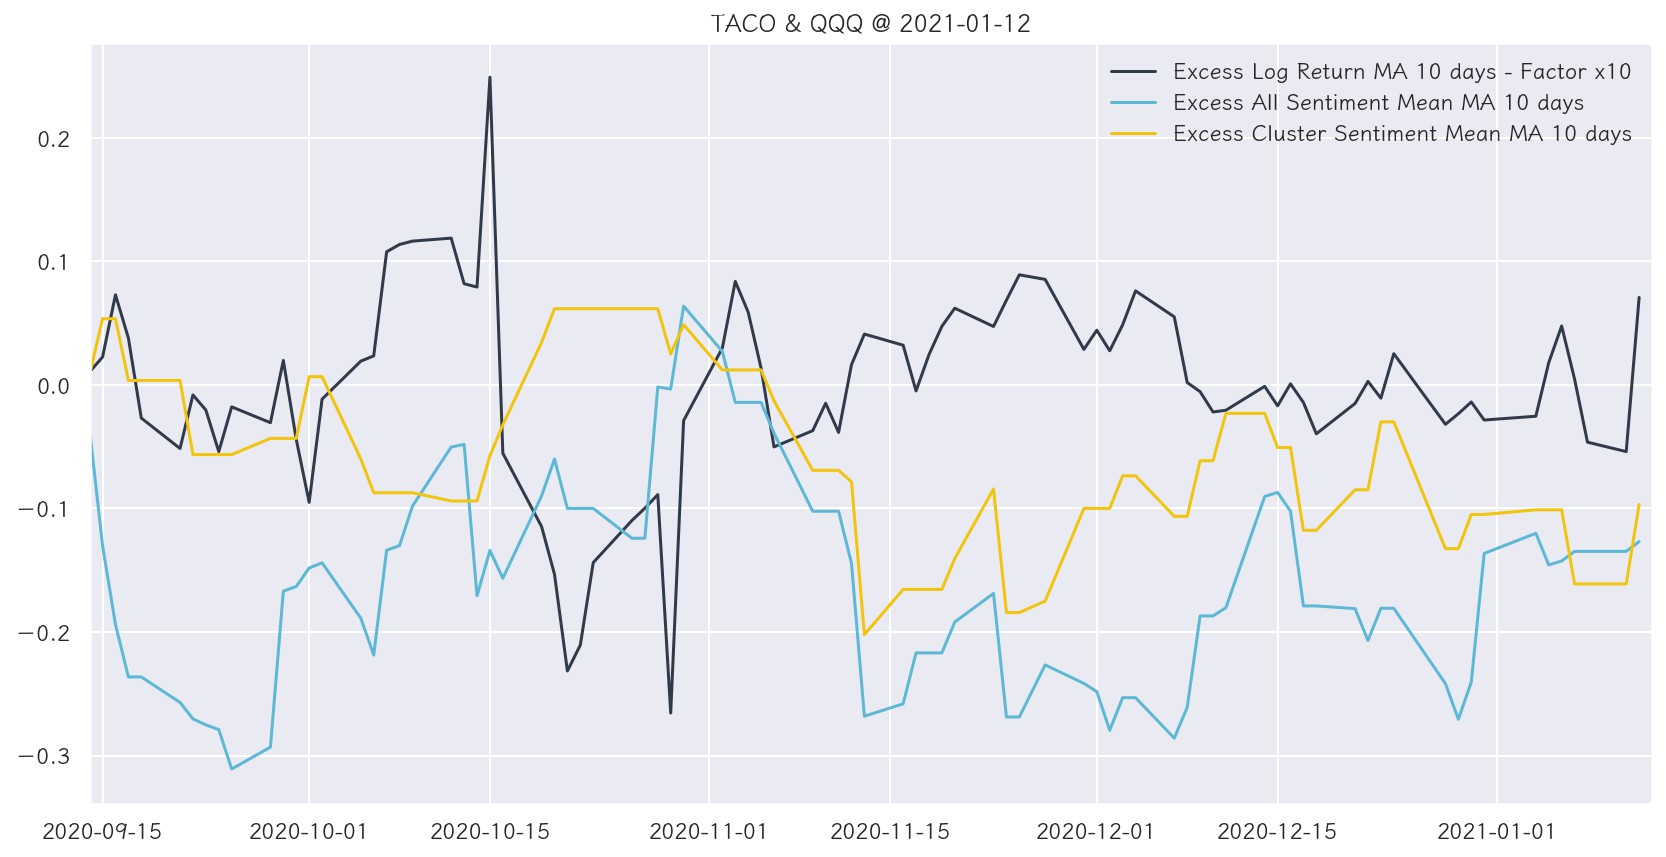 TACO & QQQ @ 2021-01-12
Excess Log Return MA 10 days - Factor x10
Excess All Sentiment Mean MA 10 days
Excess Cluster Sentiment Mean MA 10 days
0.2
0.1
0.0
−0.1
−0.2
−0.3
2020-09-15 2020-10-01 2020-10-15 2020-11-01 2020-11-15 2020-12-01 2020-12-15 2021-01-01